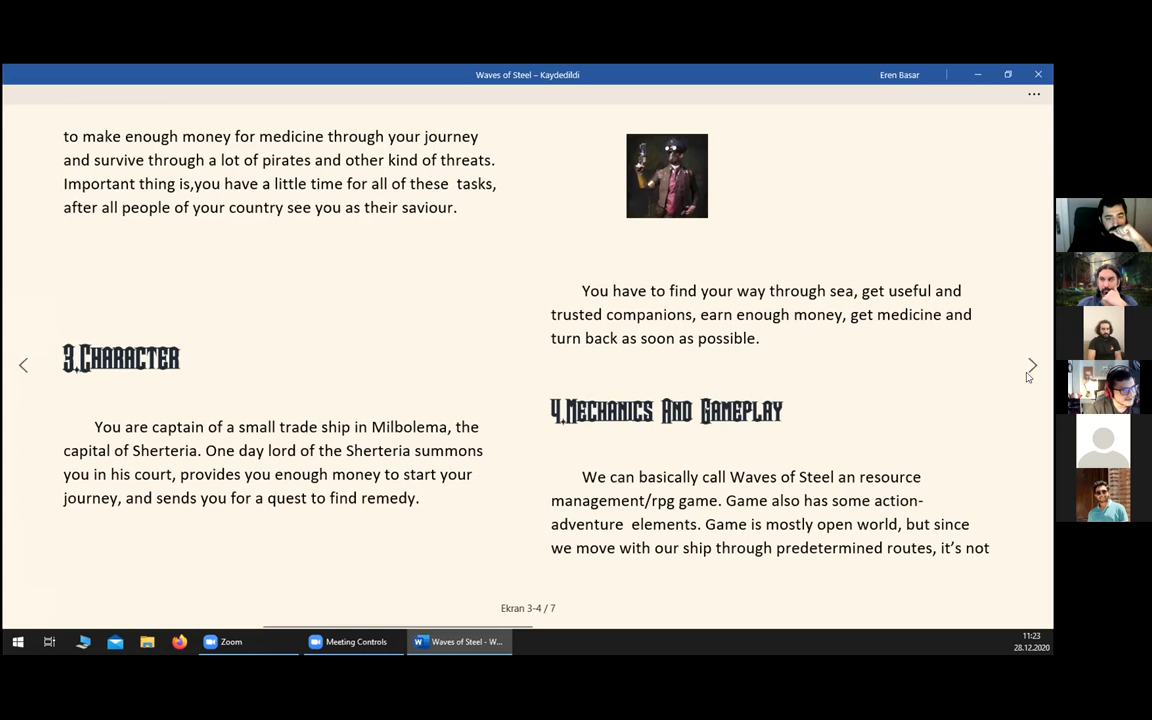 Waves of Steel – Kaydedildi
Eren Basar
to make enough money for medicine through your journey
and survive through a lot of pirates and other kind of threats.
Important thing is,you have a little time for all of these  tasks,
after all people of your country see you as their saviour.
3.Character
You are captain of a small trade ship in Milbolema, the
capital of Sherteria. One day lord of the Sherteria summons
you in his court, provides you enough money to start your
journey, and sends you for a quest to find remedy.
You have to find your way through sea, get useful and
trusted companions, earn enough money, get medicine and
turn back as soon as possible.
4.Mechanics And Gameplay
We can basically call Waves of Steel an resource
management/rpg game. Game also has some action-
adventure  elements. Game is mostly open world, but since
we move with our ship through predetermined routes, it's not
Ekran 3-4 / 7
Zoom
Meeting Controls
Waves of Steel - W...
11:23
28.12.2020